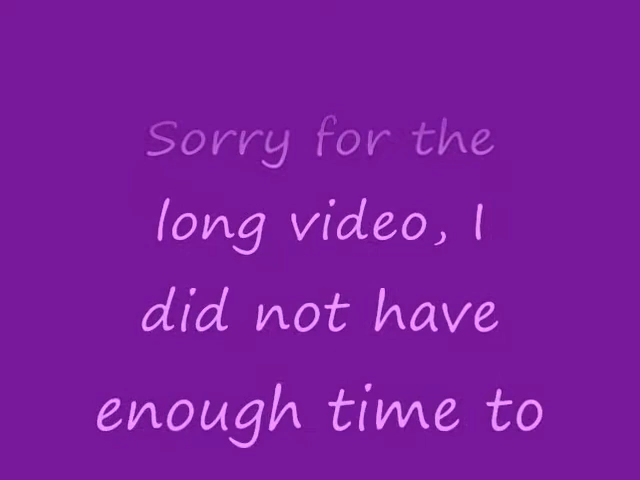 Sorry for the
long video, I
did not have
enough time to